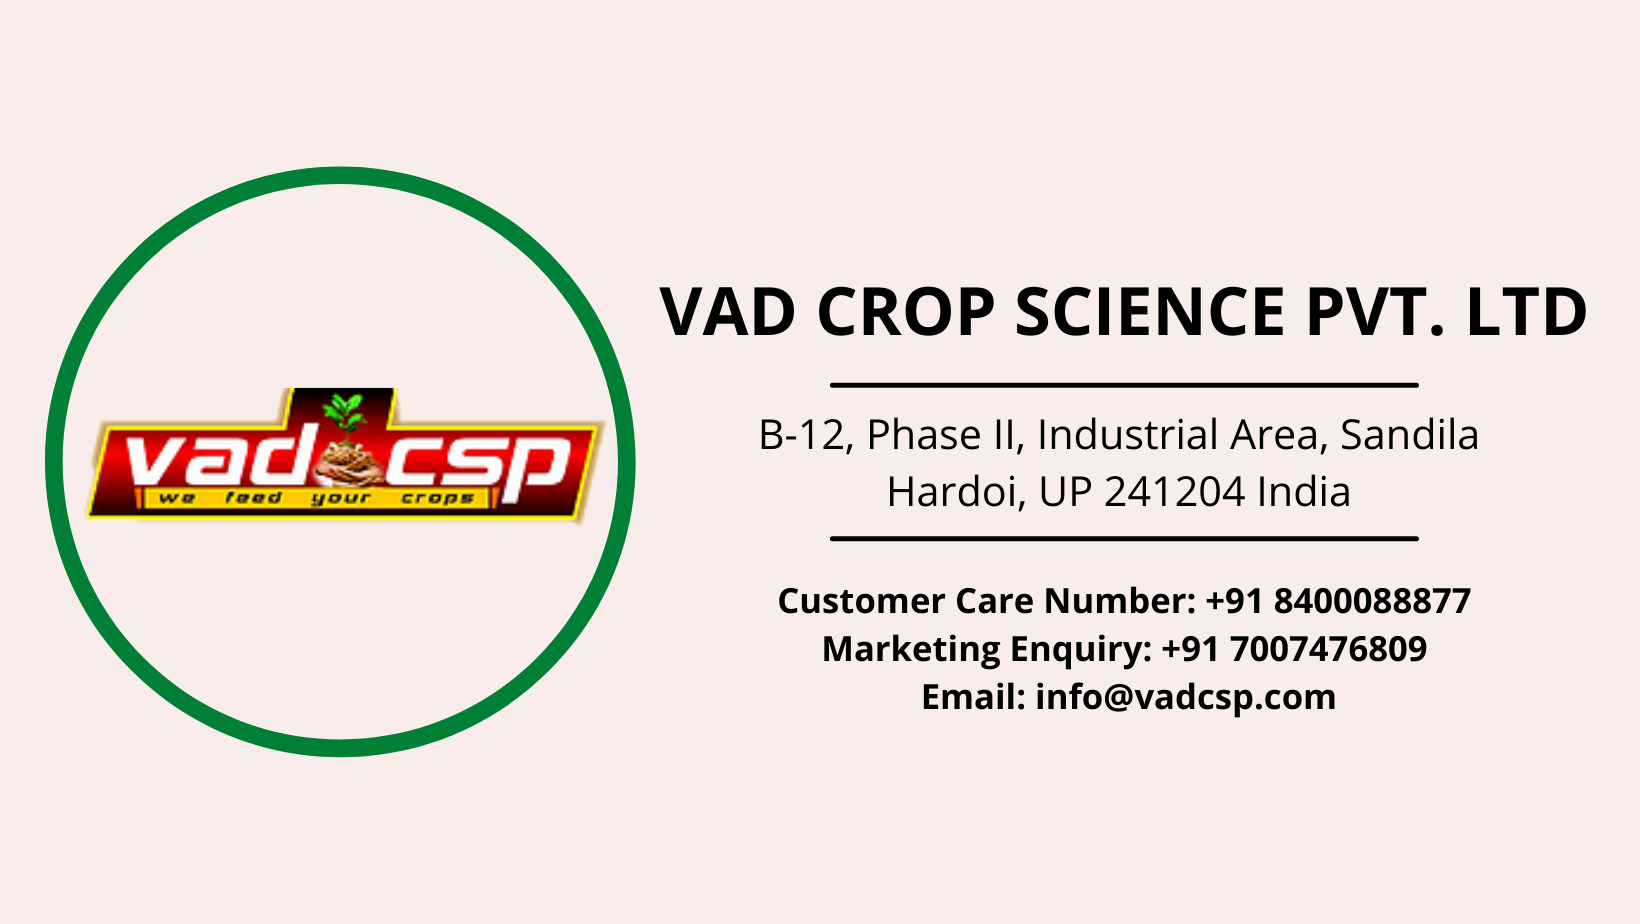 vad csp
we feed your crops
VAD CROP SCIENCE PVT. LTD
B-12, Phase II, Industrial Area, Sandila
Hardoi, UP 241204 India
Customer Care Number: +91 8400088877
Marketing Enquiry: +91 7007476809
Email: info@vadcsp.com